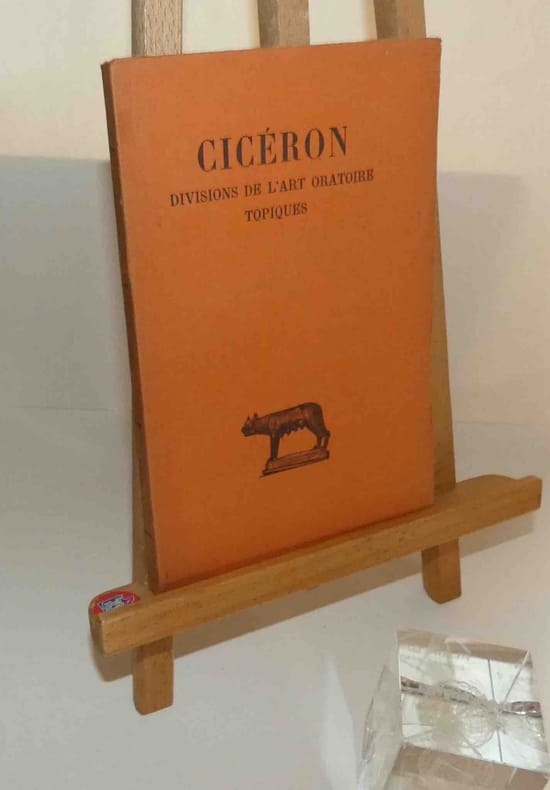 CICÉRON
DIVISIONS DE L'ART ORATOIRE
TOPIQUES